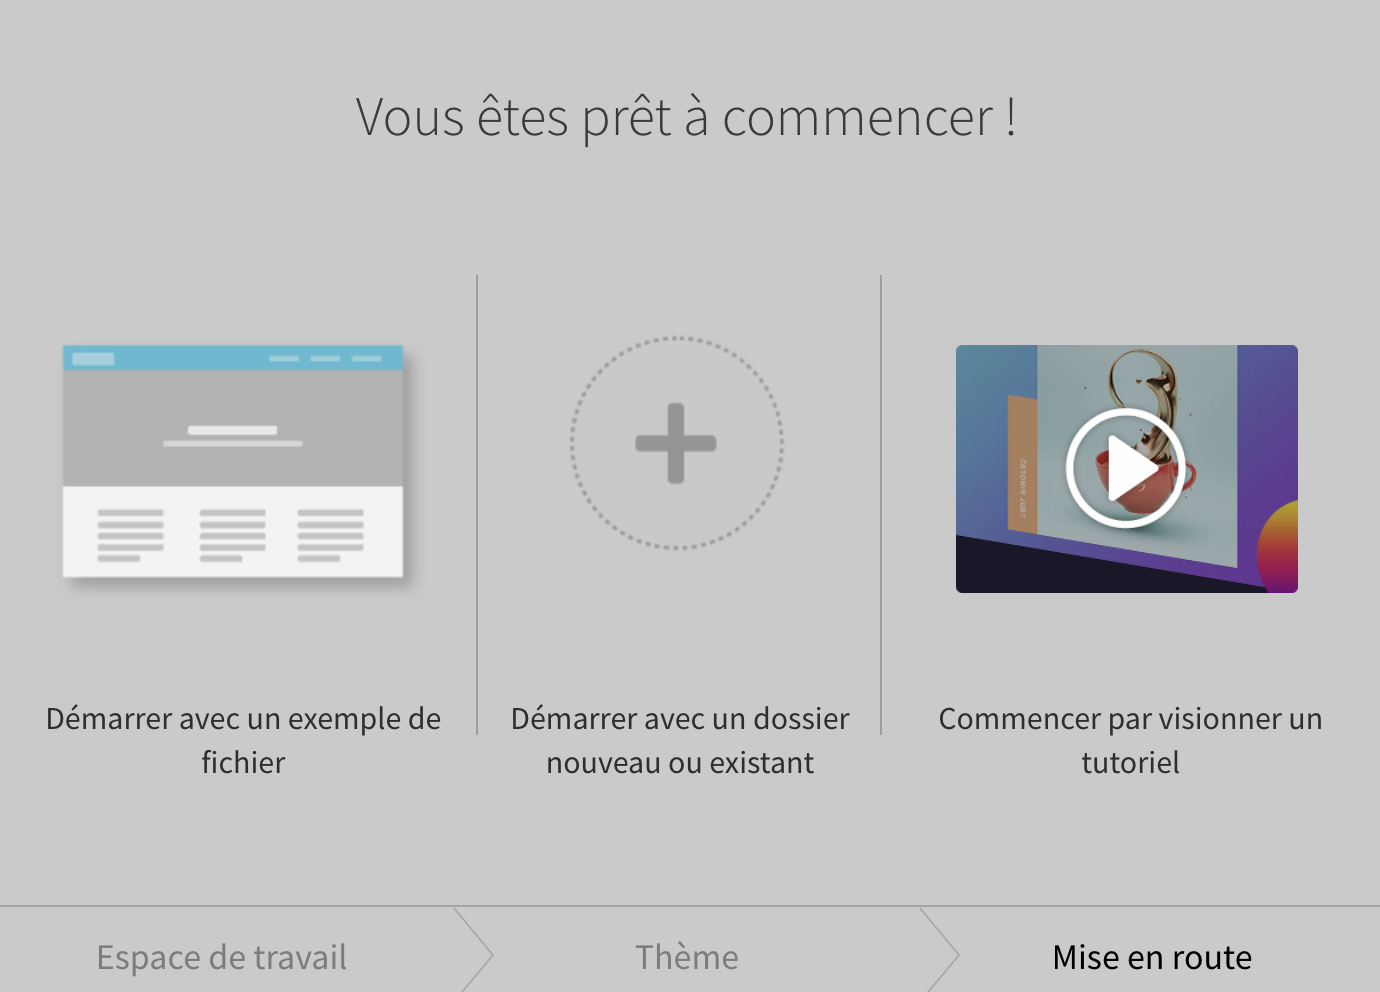 Vous êtes prêt à commencer !
Démarrer avec un exemple de
fichier
Démarrer avec un dossier
nouveau ou existant
Commencer par visionner un
tutoriel
Espace de travail
Thème
Mise en route